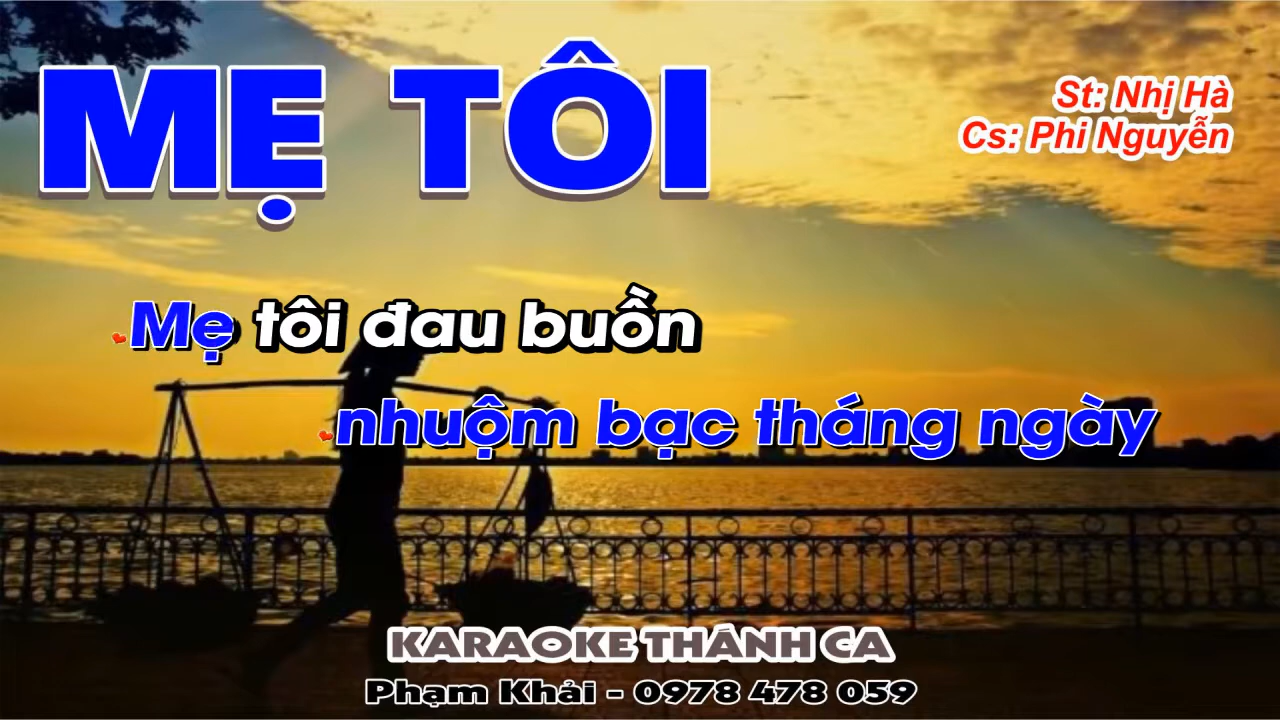 MẸ TÔI
St: Nhị Hà
Cs: Phi Nguyễn
Mẹ tôi đau buồn
nhuộm bạc tháng ngày
KARAOKE THÁNH CA
Phạm Khải - 0978 478 059